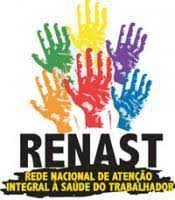 RENAST
REDE NACIONAL DE ATENÇÃO
INTEGRAL À SAÚDE DO TRABALHADOR